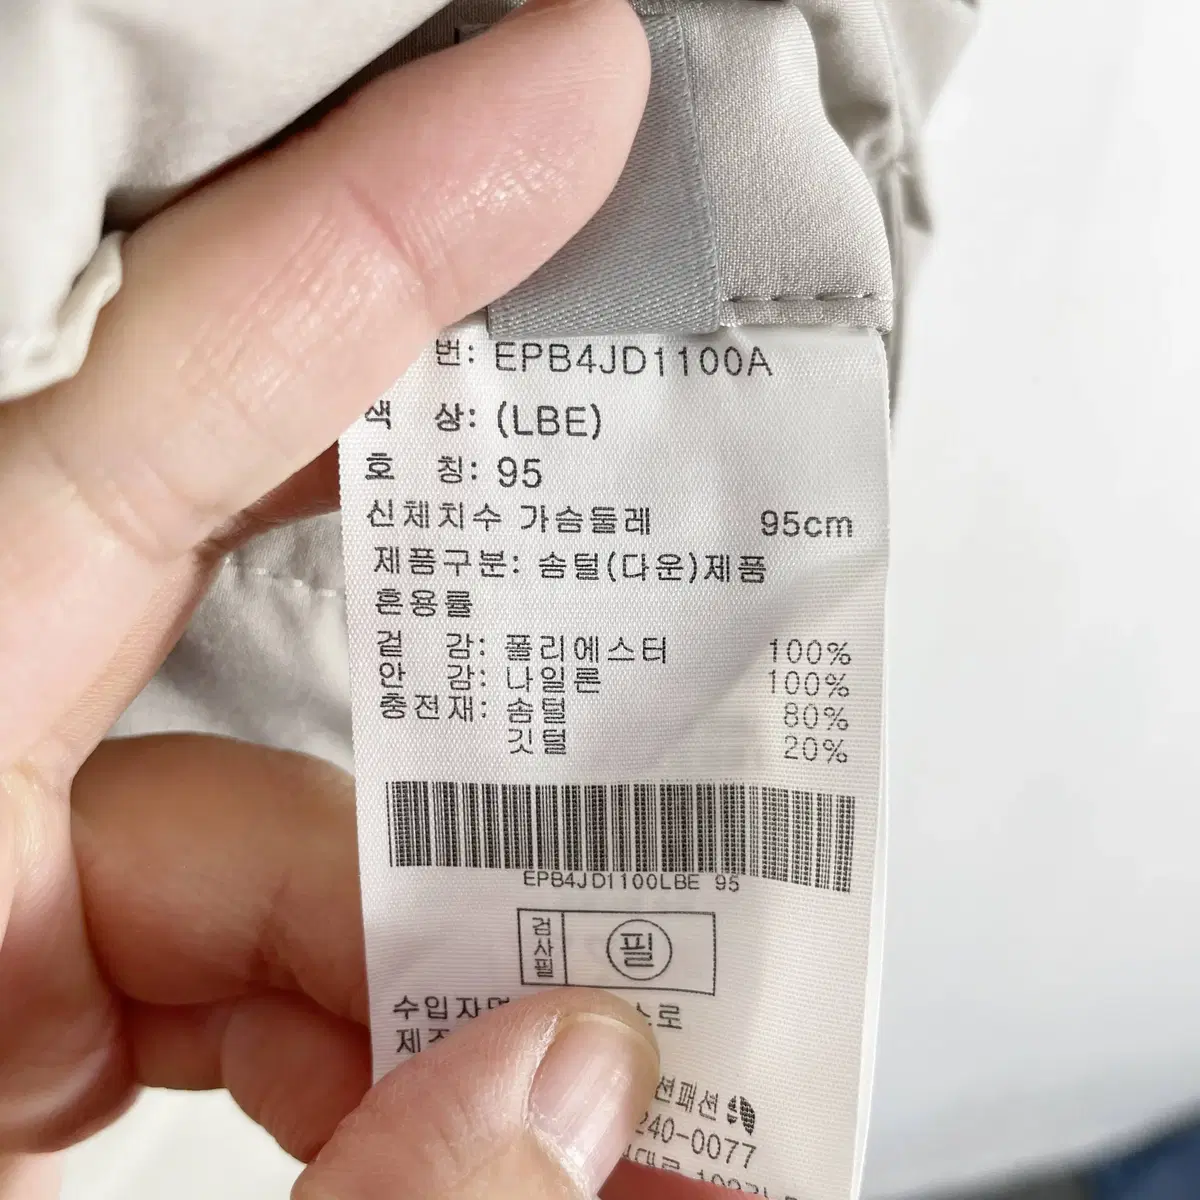 번: EPB4JD1100A
색 상: (LBE)
호 칭: 95
신체치수 가슴둘레 95cm
제품구분: 솜털(다운)제품
혼용률
겉 감: 폴리에스터 100%
안 감: 나일론 100%
충전재: 솜털 80%
깃털 20%
EPB4JD1100LBE 95
검사필 필
수입자명
제조
션패션
240-0077